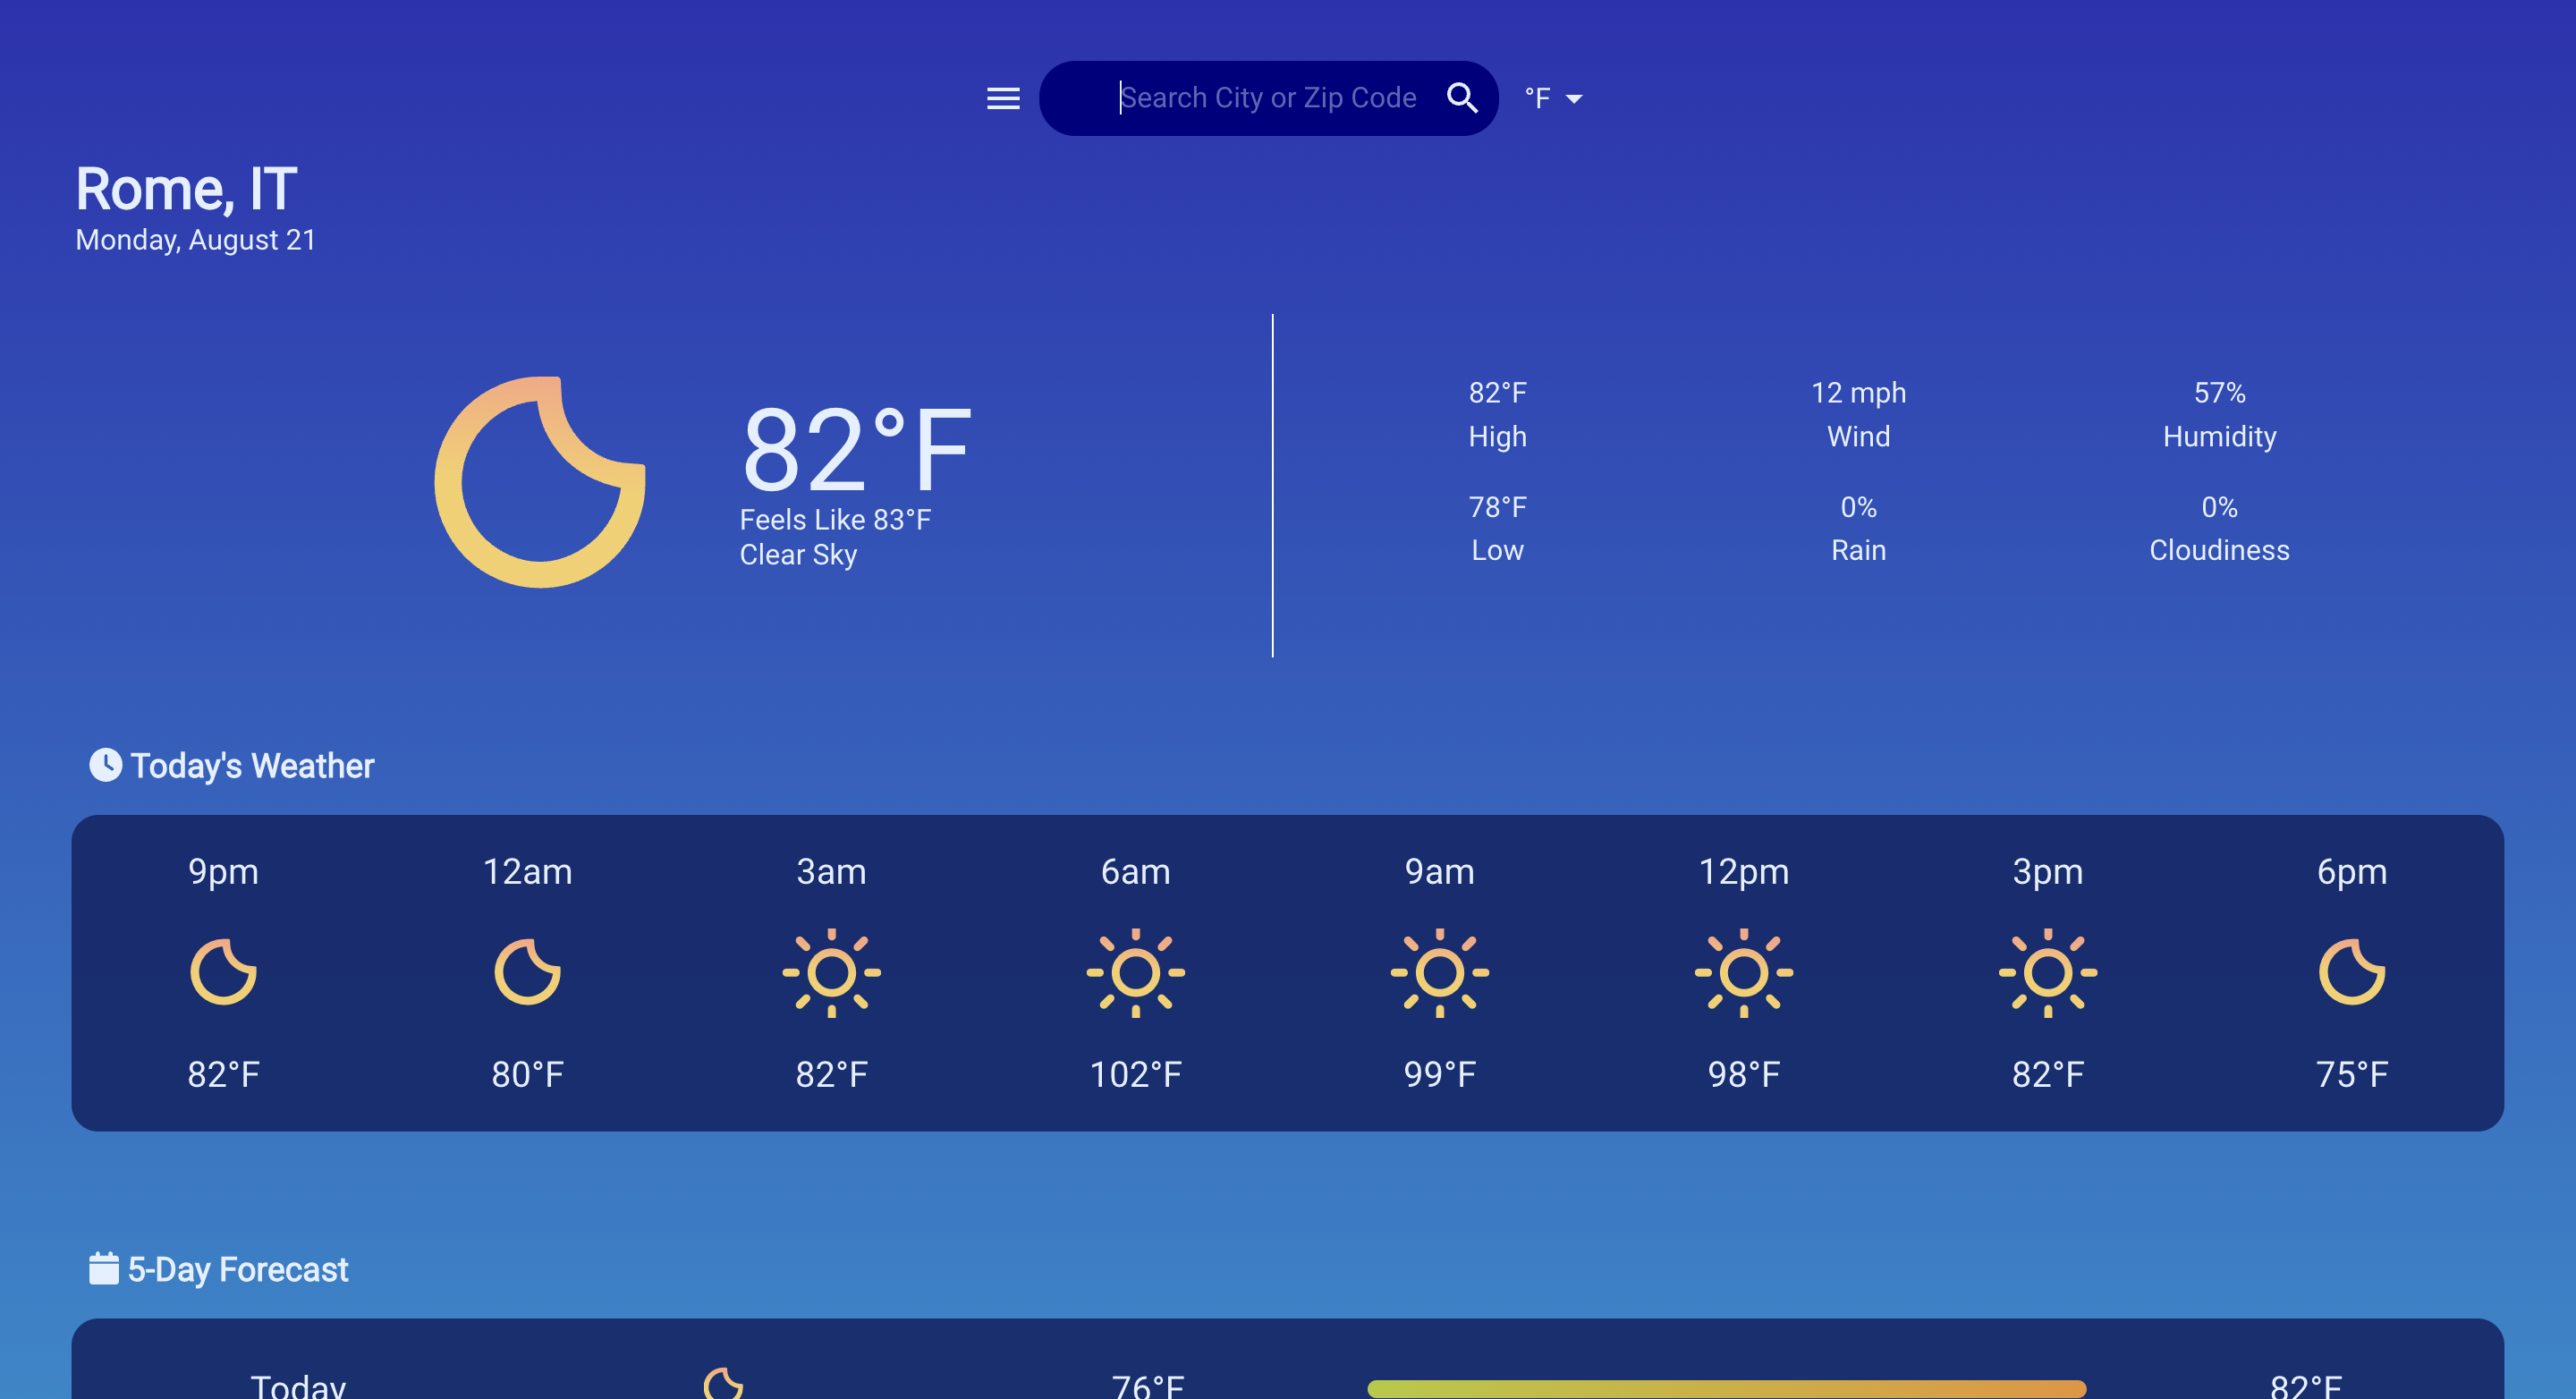 Search City or Zip Code
°F
Rome, IT
Monday, August 21
82°F
Feels Like 83°F
Clear Sky
82°F 12 mph 57%
High Wind Humidity
78°F 0% 0%
Low Rain Cloudiness
Today's Weather
9pm 12am 3am 6am 9am 12pm 3pm 6pm
82°F 80°F 82°F 102°F 99°F 98°F 82°F 75°F
5-Day Forecast
Today 76°F 82°F